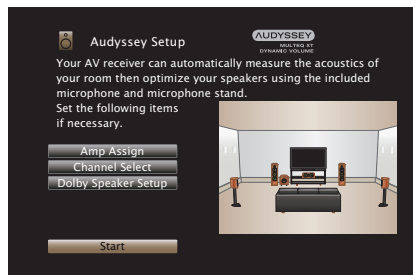 Audyssey Setup
AUDYSSEY
MULTEQ XT
DYNAMIC VOLUME
Your AV receiver can automatically measure the acoustics of
your room then optimize your speakers using the included
microphone and microphone stand.
Set the following items
if necessary.
Amp Assign
Channel Select
Dolby Speaker Setup
Start